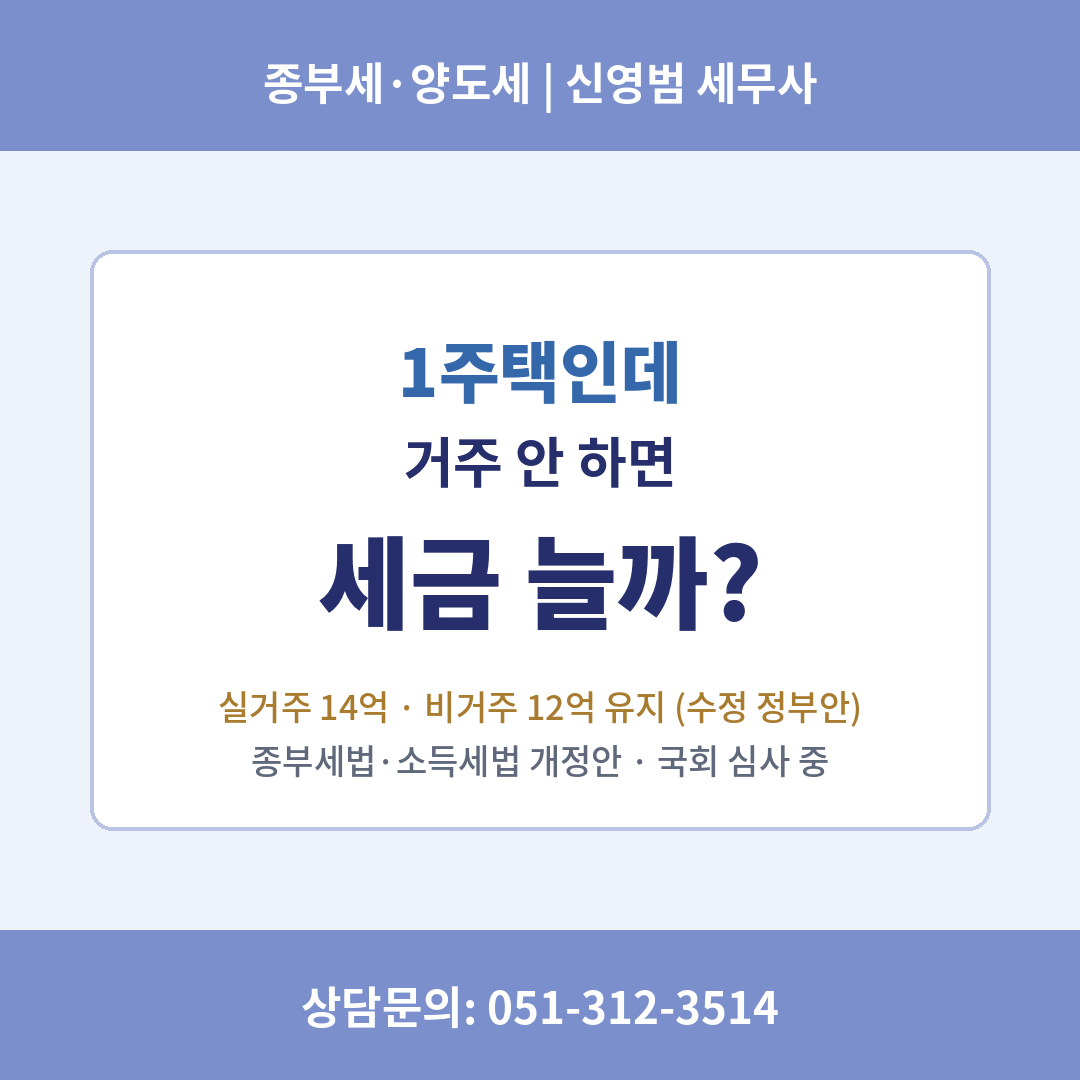 종부세·양도세 | 신영범 세무사
1주택인데
거주 안 하면
세금 늘까?
실거주 14억 · 비거주 12억 유지 (수정 정부안)
종부세법·소득세법 개정안 · 국회 심사 중
상담문의: 051-312-3514